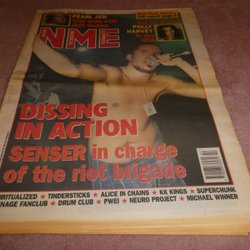 PEARL JAM
POLLY
HARVEY
NME
DISSING
IN ACTION
SENSER in charge
of the riot brigade
SPIRITUALIZED ★ TINDERSTICKS ★ ALICE IN CHAINS ★ KK KINGS ★ SUPERCHUNK
TEENAGE FANCLUB ★ DRUM CLUB ★ PWEI ★ NEURO PROJECT ★ MICHAEL WINNER